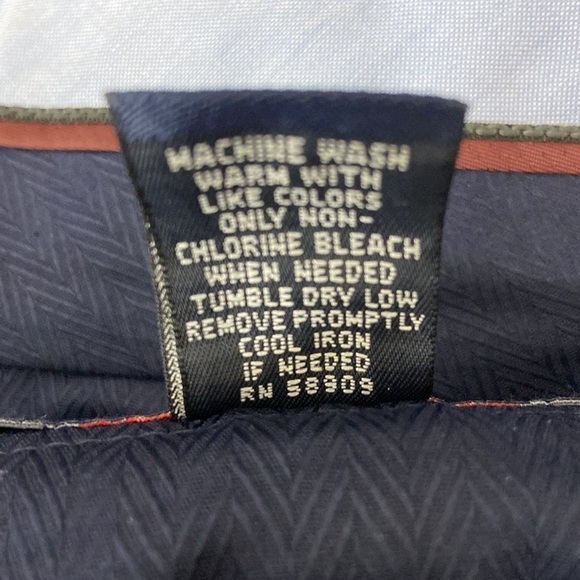 MACHINE WASH
WARM WITH
LIKE COLORS
ONLY NON-
CHLORINE BLEACH
WHEN NEEDED
TUMBLE DRY LOW
REMOVE PROMPTLY
COOL IRON
IF NEEDED
RN 58909